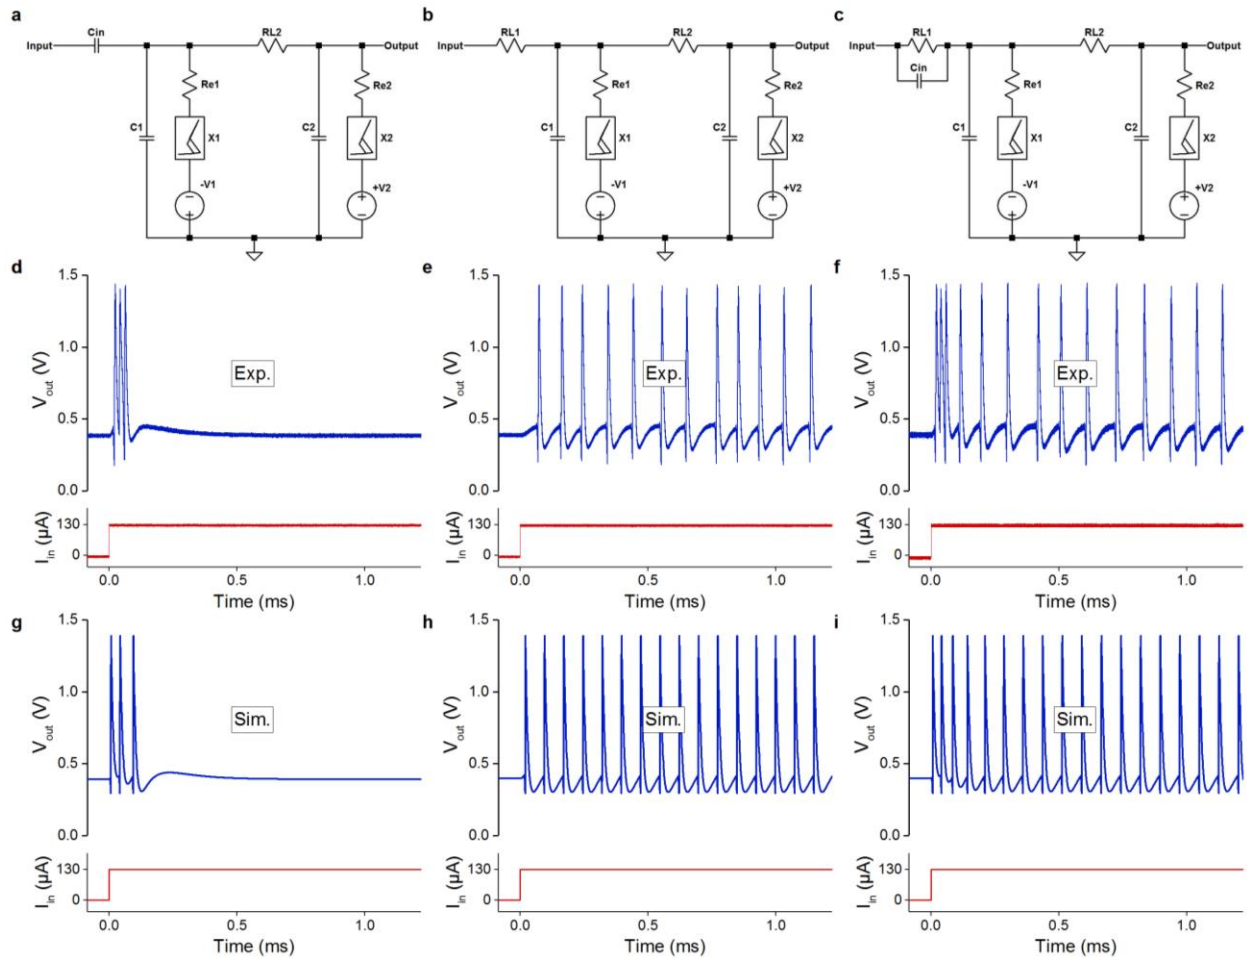 a
Cin
RL2
Input
Output
Re1
Re2
C1
X1
C2
X2
-V1
+V2
b
RL1
RL2
Input
Output
Re1
Re2
C1
X1
C2
X2
-V1
+V2
c
RL1
RL2
Input
Output
Cin
Re1
Re2
C1
X1
C2
X2
-V1
+V2
d
1.5
1.0
0.5
0.0
Vout (V)
Exp.
130
0
Iin (μA)
0.0 0.5 1.0
Time (ms)
e
1.5
1.0
0.5
0.0
Vout (V)
Exp.
130
0
Iin (μA)
0.0 0.5 1.0
Time (ms)
f
1.5
1.0
0.5
0.0
Vout (V)
Exp.
130
0
Iin (μA)
0.0 0.5 1.0
Time (ms)
g
1.5
1.0
0.5
0.0
Vout (V)
Sim.
130
0
Iin (μA)
0.0 0.5 1.0
Time (ms)
h
1.5
1.0
0.5
0.0
Vout (V)
Sim.
130
0
Iin (μA)
0.0 0.5 1.0
Time (ms)
i
1.5
1.0
0.5
0.0
Vout (V)
Sim.
130
0
Iin (μA)
0.0 0.5 1.0
Time (ms)